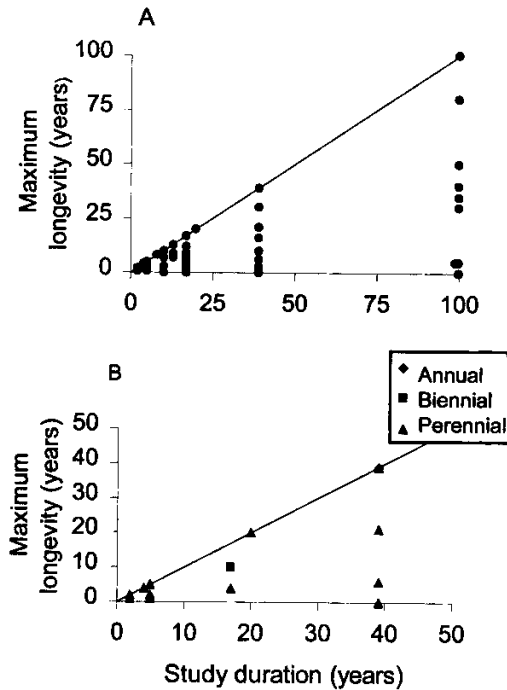 A
Maximum
longevity (years)
100
75
50
25
0
0 25 50 75 100
B
Annual
Biennial
Perennial
Maximum
longevity (years)
50
40
30
20
10
0
0 10 20 30 40 50
Study duration (years)